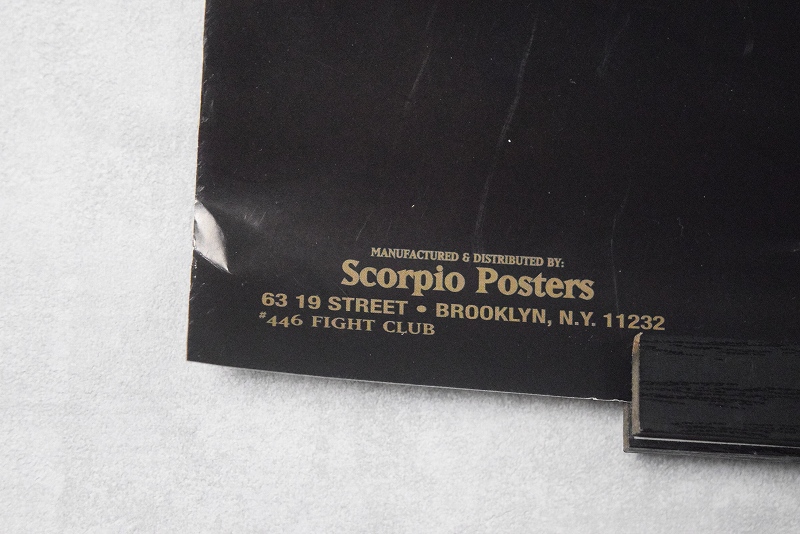 MANUFACTURED & DISTRIBUTED BY:
Scorpio Posters
63 19 STREET • BROOKLYN, N.Y. 11232
#446 FIGHT CLUB